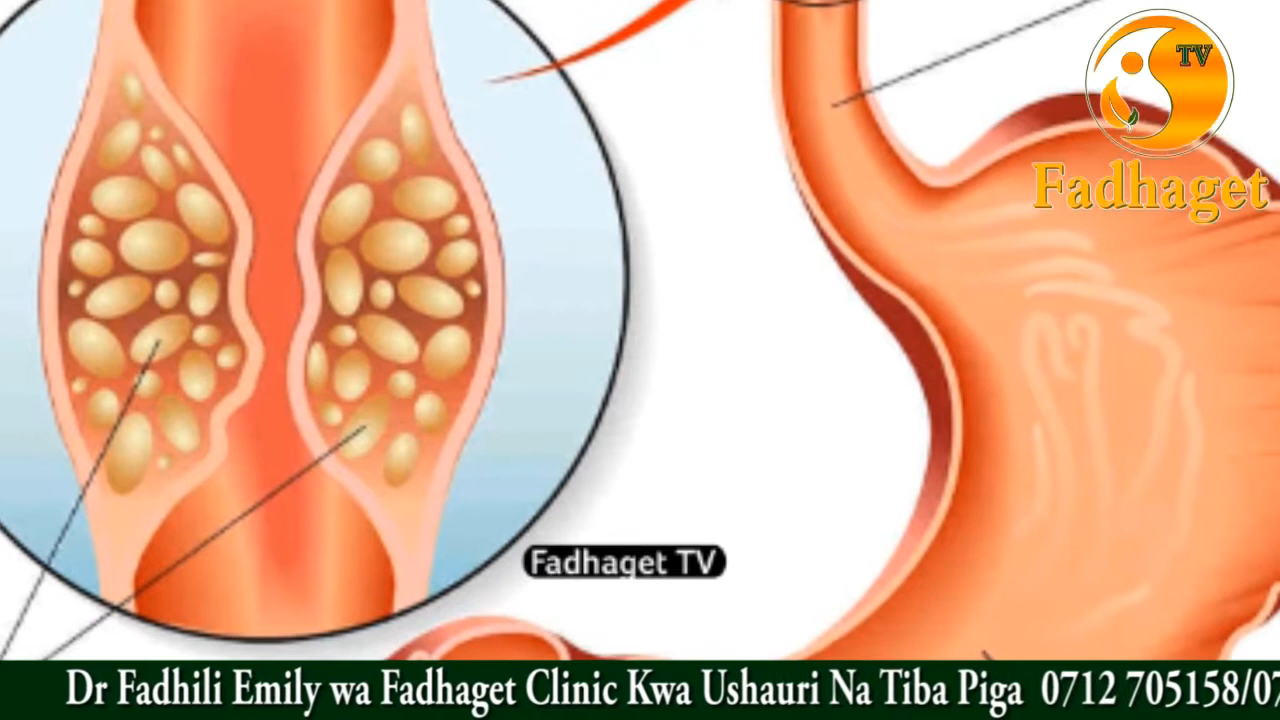 TV
Fadhaget
Fadhaget TV
Dr Fadhili Emily wa Fadhaget Clinic Kwa Ushauri Na Tiba Piga 0712 705158/07